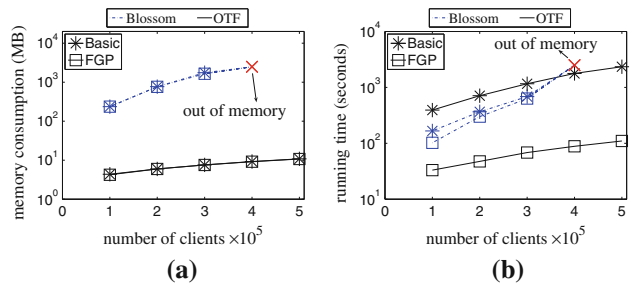 Blossom OTF
Basic
FGP
out of memory
memory consumption (MB)
10^4
10^3
10^2
10^1
10^0
0 1 2 3 4 5
number of clients ×10^5
(a)
Blossom OTF
Basic
FGP
out of memory
running time (seconds)
10^4
10^3
10^2
10^1
0 1 2 3 4 5
number of clients ×10^5
(b)